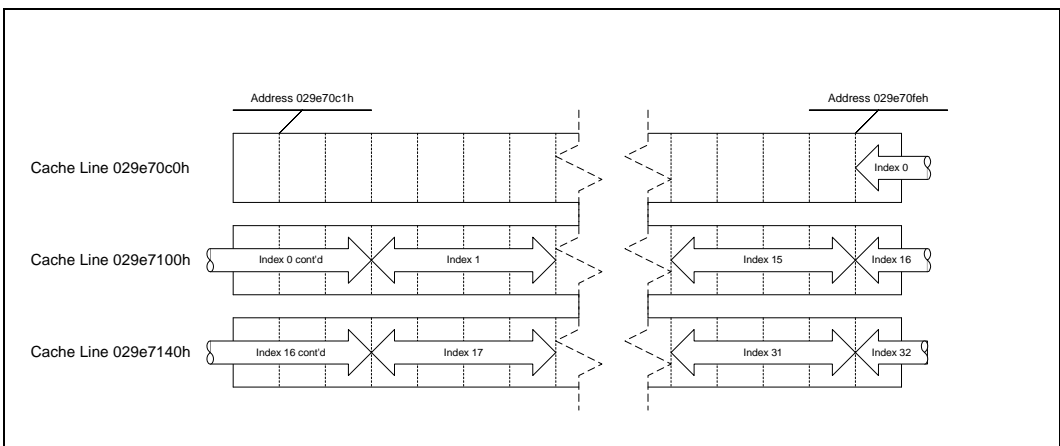 Address 029e70c1h
Address 029e70feh
Cache Line 029e70c0h
Index 0
Cache Line 029e7100h
Index 0 cont'd
Index 1
Index 15
Index 16
Cache Line 029e7140h
Index 16 cont'd
Index 17
Index 31
Index 32